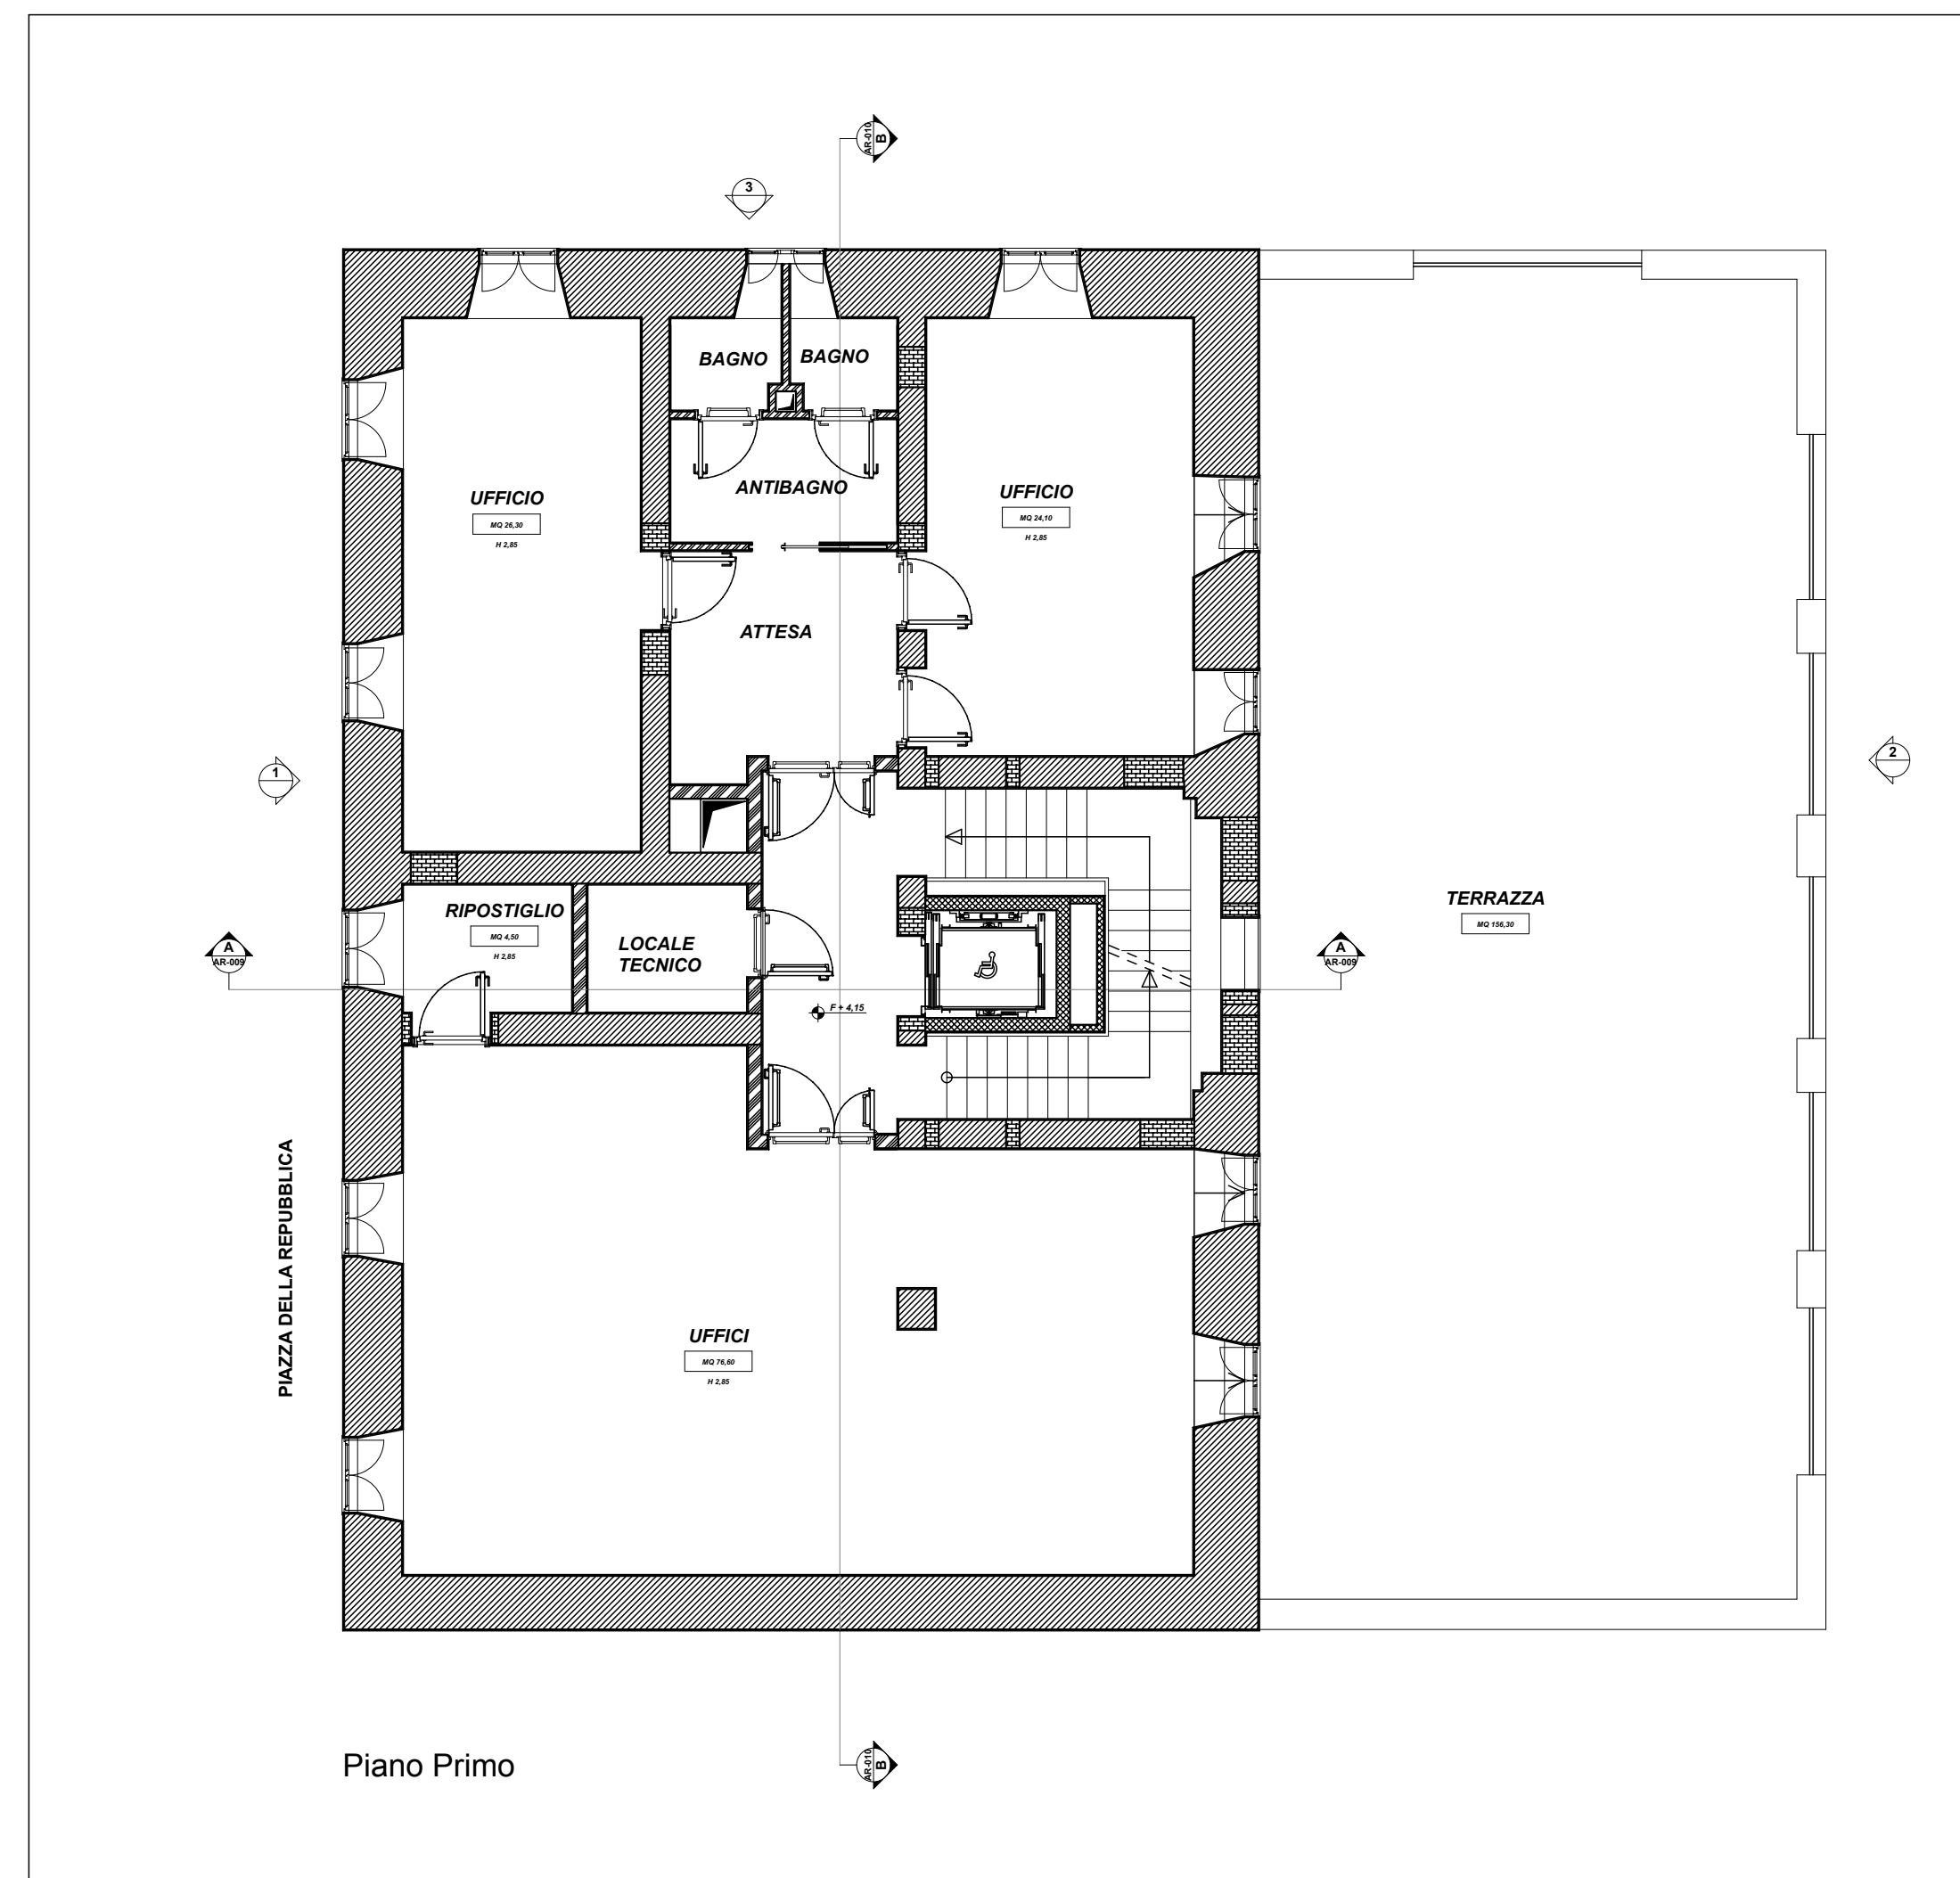 AR-010
B
3
BAGNO
BAGNO
ANTIBAGNO
UFFICIO
MQ 26,30
H 2,85
UFFICIO
MQ 24,10
H 2,85
ATTESA
1
2
RIPOSTIGLIO
MQ 4,50
H 2,85
LOCALE
TECNICO
TERRAZZA
MQ 156,30
A
AR-009
A
AR-009
F + 4,15
PIAZZA DELLA REPUBBLICA
UFFICI
MQ 76,60
H 2,85
Piano Primo
AR-010
B